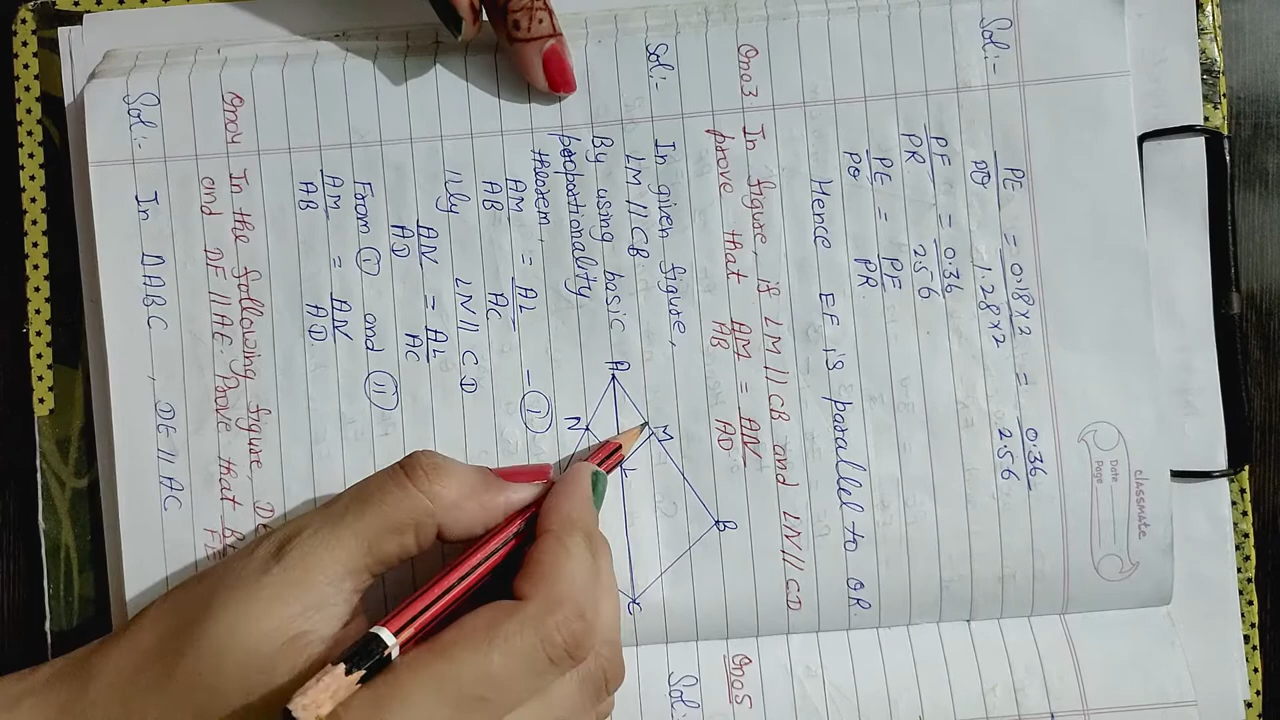 classmate
Date
Page
Sol:- PE/PQ = 0.18×2/1.28×2 = 0.36/2.56
PF/PR = 0.36/2.56
PE/PQ = PF/PR
Hence EF is parallel to QR.
Qno3. In figure, if LM // CB and LN // CD
prove that AM/AB = AN/AD
Sol:- In given figure,
LM // CB
By using basic
proportionality
theorem,
AM/AB = AL/AC - (I)
lly LN // CD
AN/AD = AL/AC
From (I) and (II)
AM/AB = AN/AD
A
M
B
N
L
C
Qno4 In the following figure,
and DF // AE. Prove that
Sol:- In ΔABC, DE // AC
Qno5
Sol:-